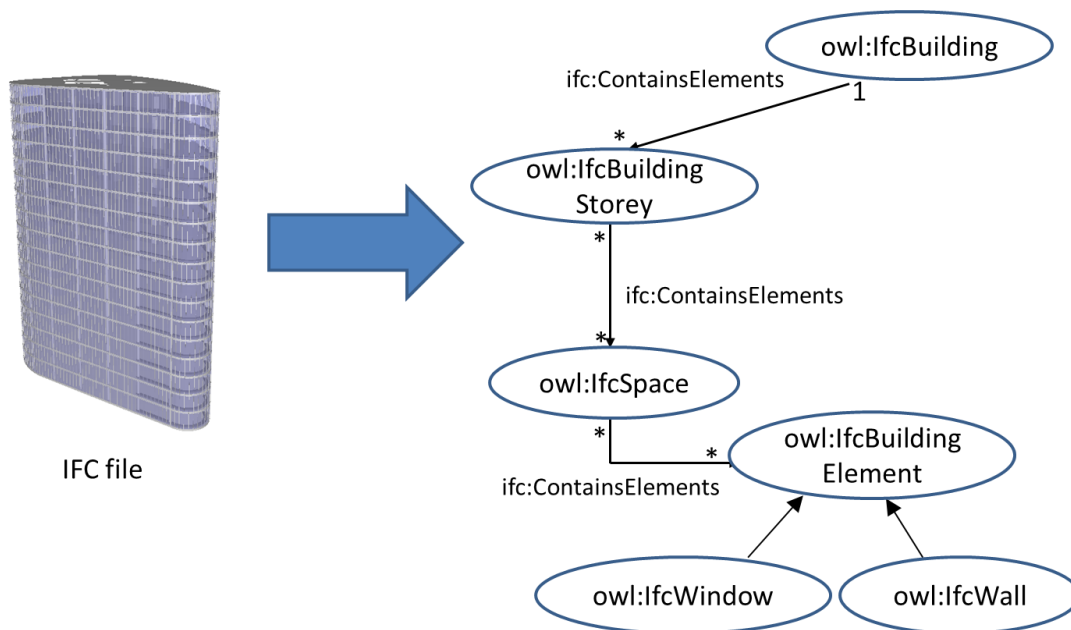 owl:IfcBuilding
ifc:ContainsElements
1
*
owl:IfcBuilding
Storey
*
ifc:ContainsElements
*
owl:IfcSpace
*
*
owl:IfcBuilding
Element
IFC file
ifc:ContainsElements
owl:IfcWindow
owl:IfcWall